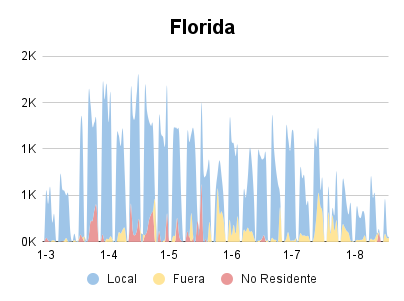 Florida
2K
2K
1K
1K
0K
1-3 1-4 1-5 1-6 1-7 1-8
Local Fuera No Residente